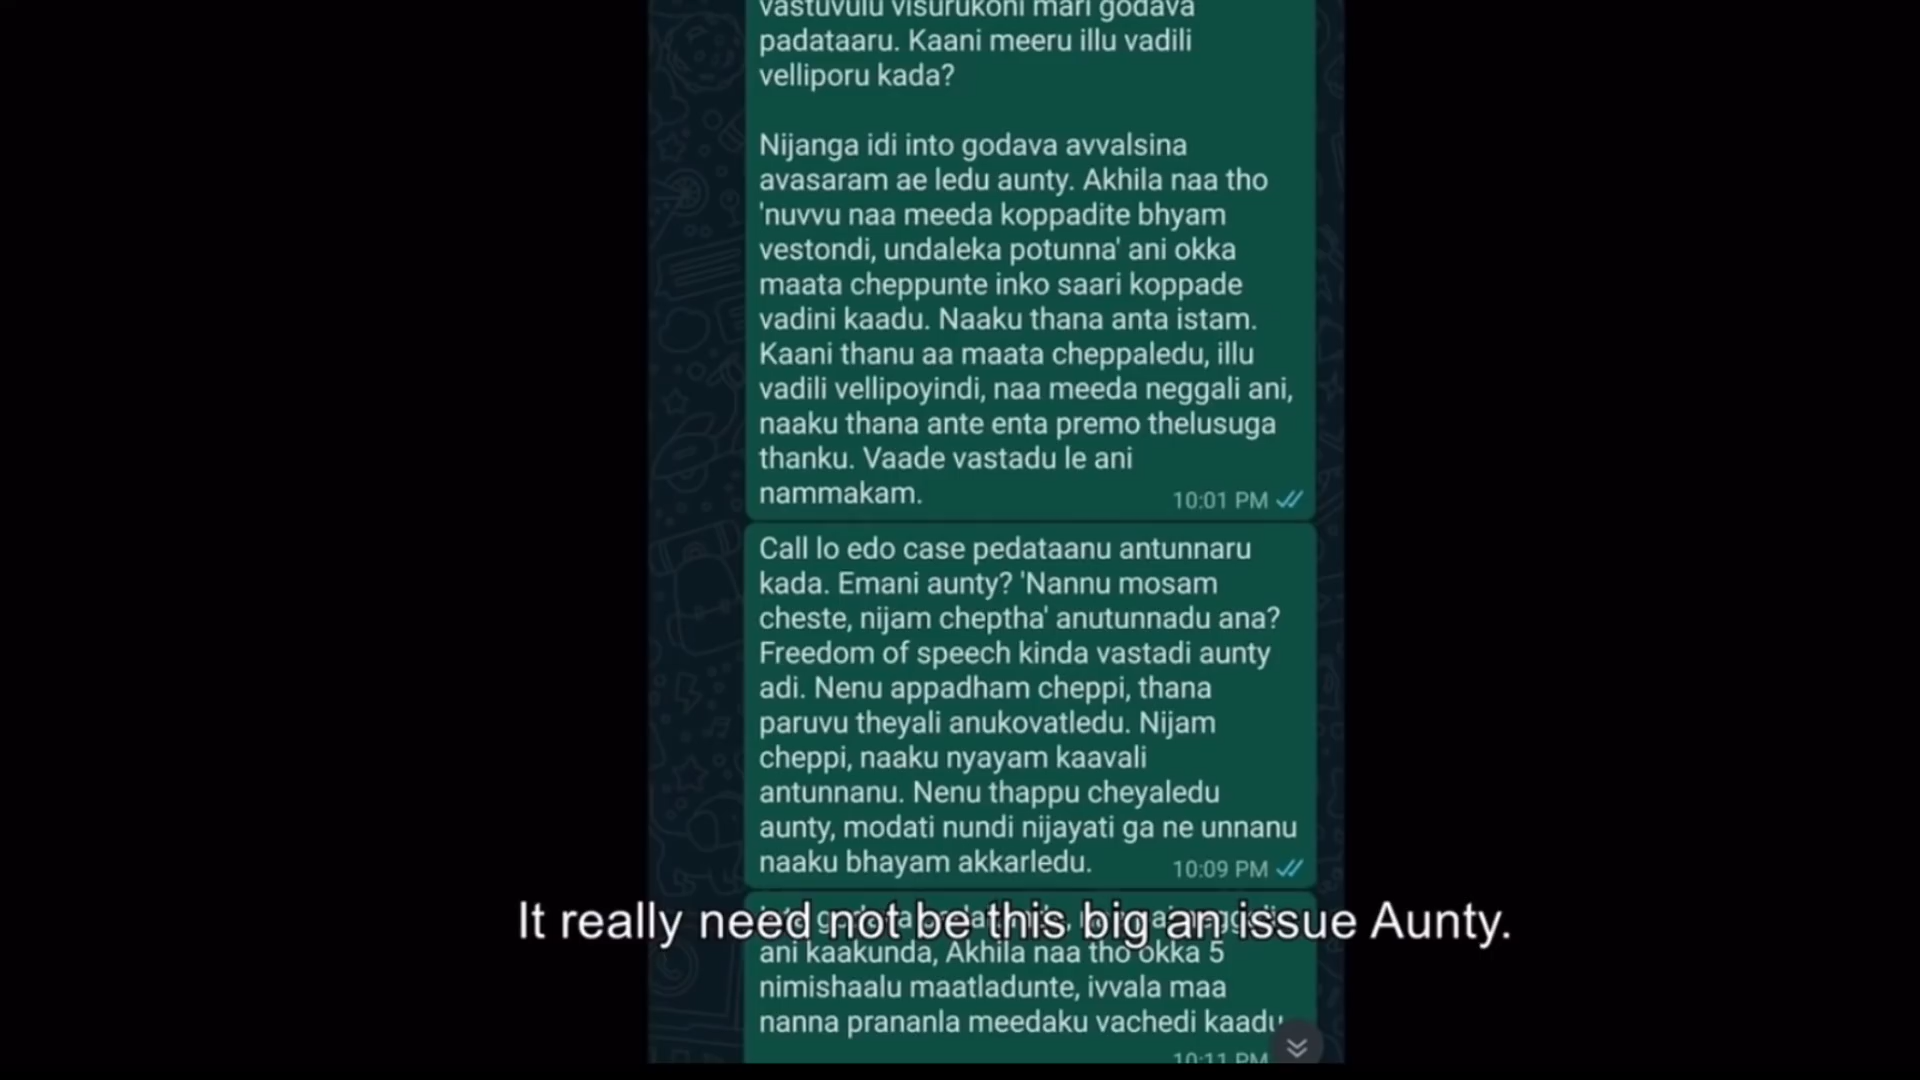 vastuvulu visurukoni mari godava
padataaru. Kaani meeru illu vadili
velliporu kada?
Nijanga idi into godava avvalsina
avasaram ae ledu aunty. Akhila naa tho
'nuvvu naa meeda koppadite bhyam
vestondi, undaleka potunna' ani okka
maata cheppunte inko saari koppade
vadini kaadu. Naaku thana anta istam.
Kaani thanu aa maata cheppaledu, illu
vadili vellipoyindi, naa meeda neggali ani,
naaku thana ante enta premo thelusuga
thanku. Vaade vastadu le ani
nammakam.
10:01 PM
Call lo edo case pedataanu antunnaru
kada. Emani aunty? 'Nannu mosam
cheste, nijam cheptha' anutunnadu ana?
Freedom of speech kinda vastadi aunty
adi. Nenu appadham cheppi, thana
paruvu theyali anukovatledu. Nijam
cheppi, naaku nyayam kaavali
antunnanu. Nenu thappu cheyaledu
aunty, modati nundi nijayati ga ne unnanu
naaku bhayam akkarledu.
10:09 PM
It really need not be this big an issue Aunty.
ani kaakunda, Akhila naa tho okka 5
nimishaalu maatladunte, ivvala maa
nanna prananla meedaku vachedi kaadu
10:11 PM